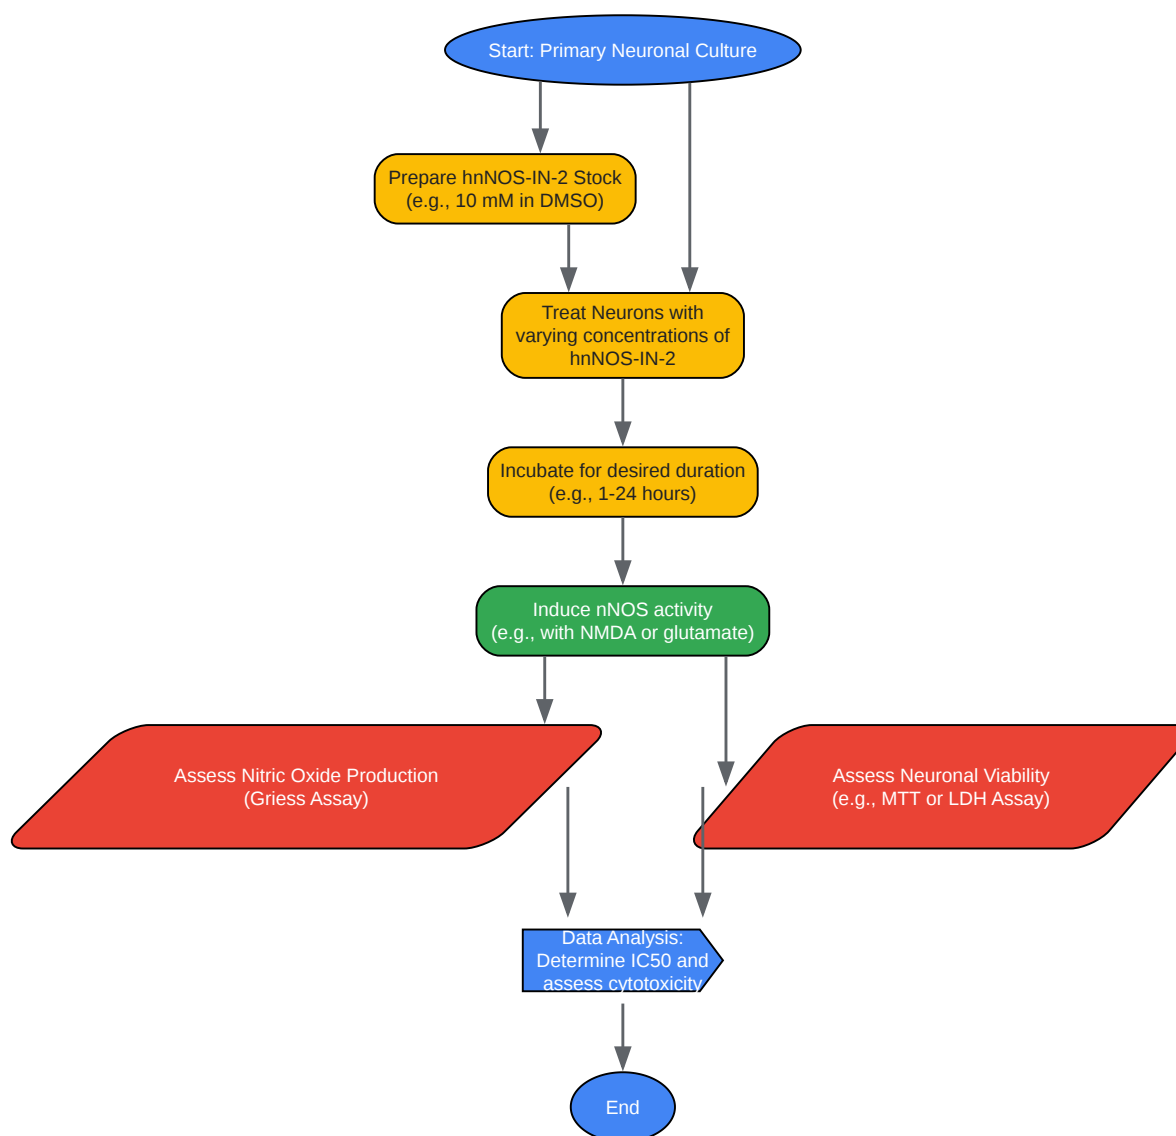 Start: Primary Neuronal Culture
Prepare hnNOS-IN-2 Stock
(e.g., 10 mM in DMSO)
Treat Neurons with
varying concentrations of
hnNOS-IN-2
Incubate for desired duration
(e.g., 1-24 hours)
Induce nNOS activity
(e.g., with NMDA or glutamate)
Assess Nitric Oxide Production
(Griess Assay)
Assess Neuronal Viability
(e.g., MTT or LDH Assay)
Data Analysis:
Determine IC50 and
assess cytotoxicity
End